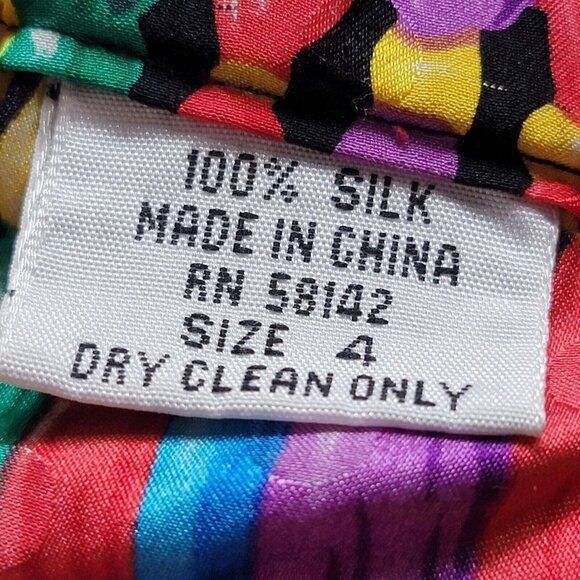 100% SILK
MADE IN CHINA
RN 58142
SIZE 4
DRY CLEAN ONLY